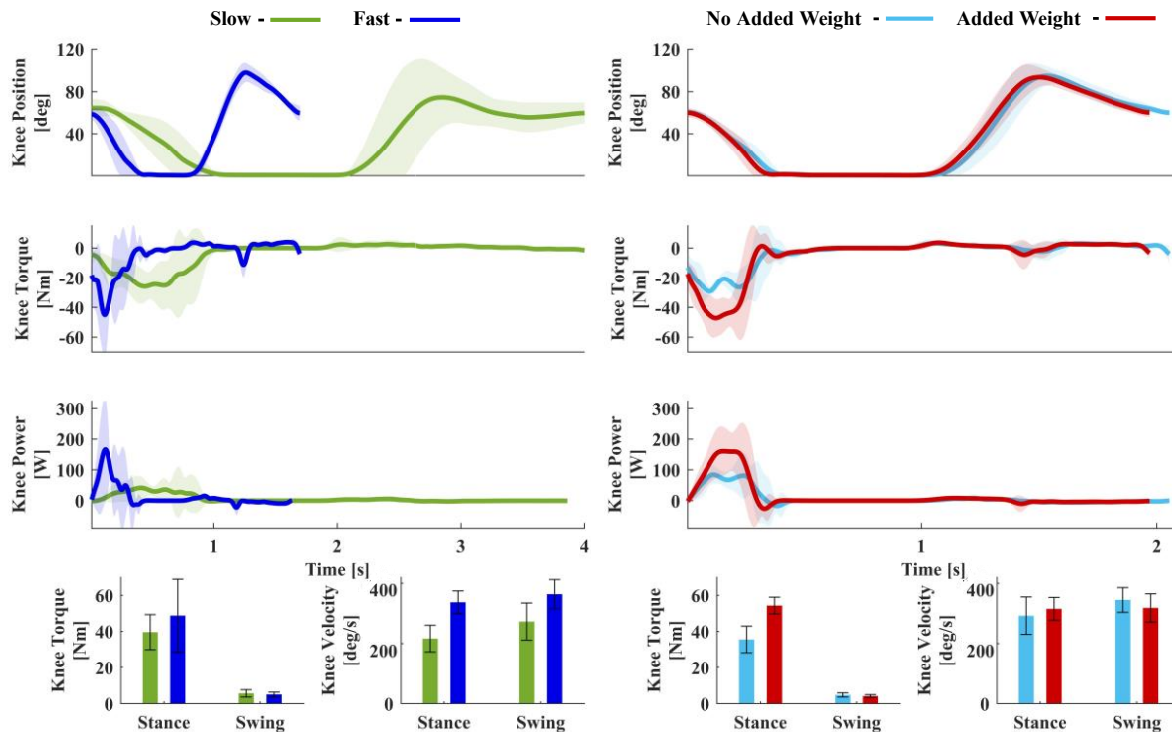 Slow - Fast -
No Added Weight - Added Weight -
Knee Position
[deg]
120
80
40
Knee Position
[deg]
120
80
40
Knee Torque
[Nm]
0
-20
-40
-60
Knee Torque
[Nm]
0
-20
-40
-60
Knee Power
[W]
300
200
100
0
1 2 3 4
Time [s]
Knee Power
[W]
300
200
100
0
1 2
Time [s]
Knee Torque
[Nm]
60
40
20
0
Stance Swing
Knee Velocity
[deg/s]
400
200
0
Stance Swing
Knee Torque
[Nm]
60
40
20
0
Stance Swing
Knee Velocity
[deg/s]
400
200
0
Stance Swing